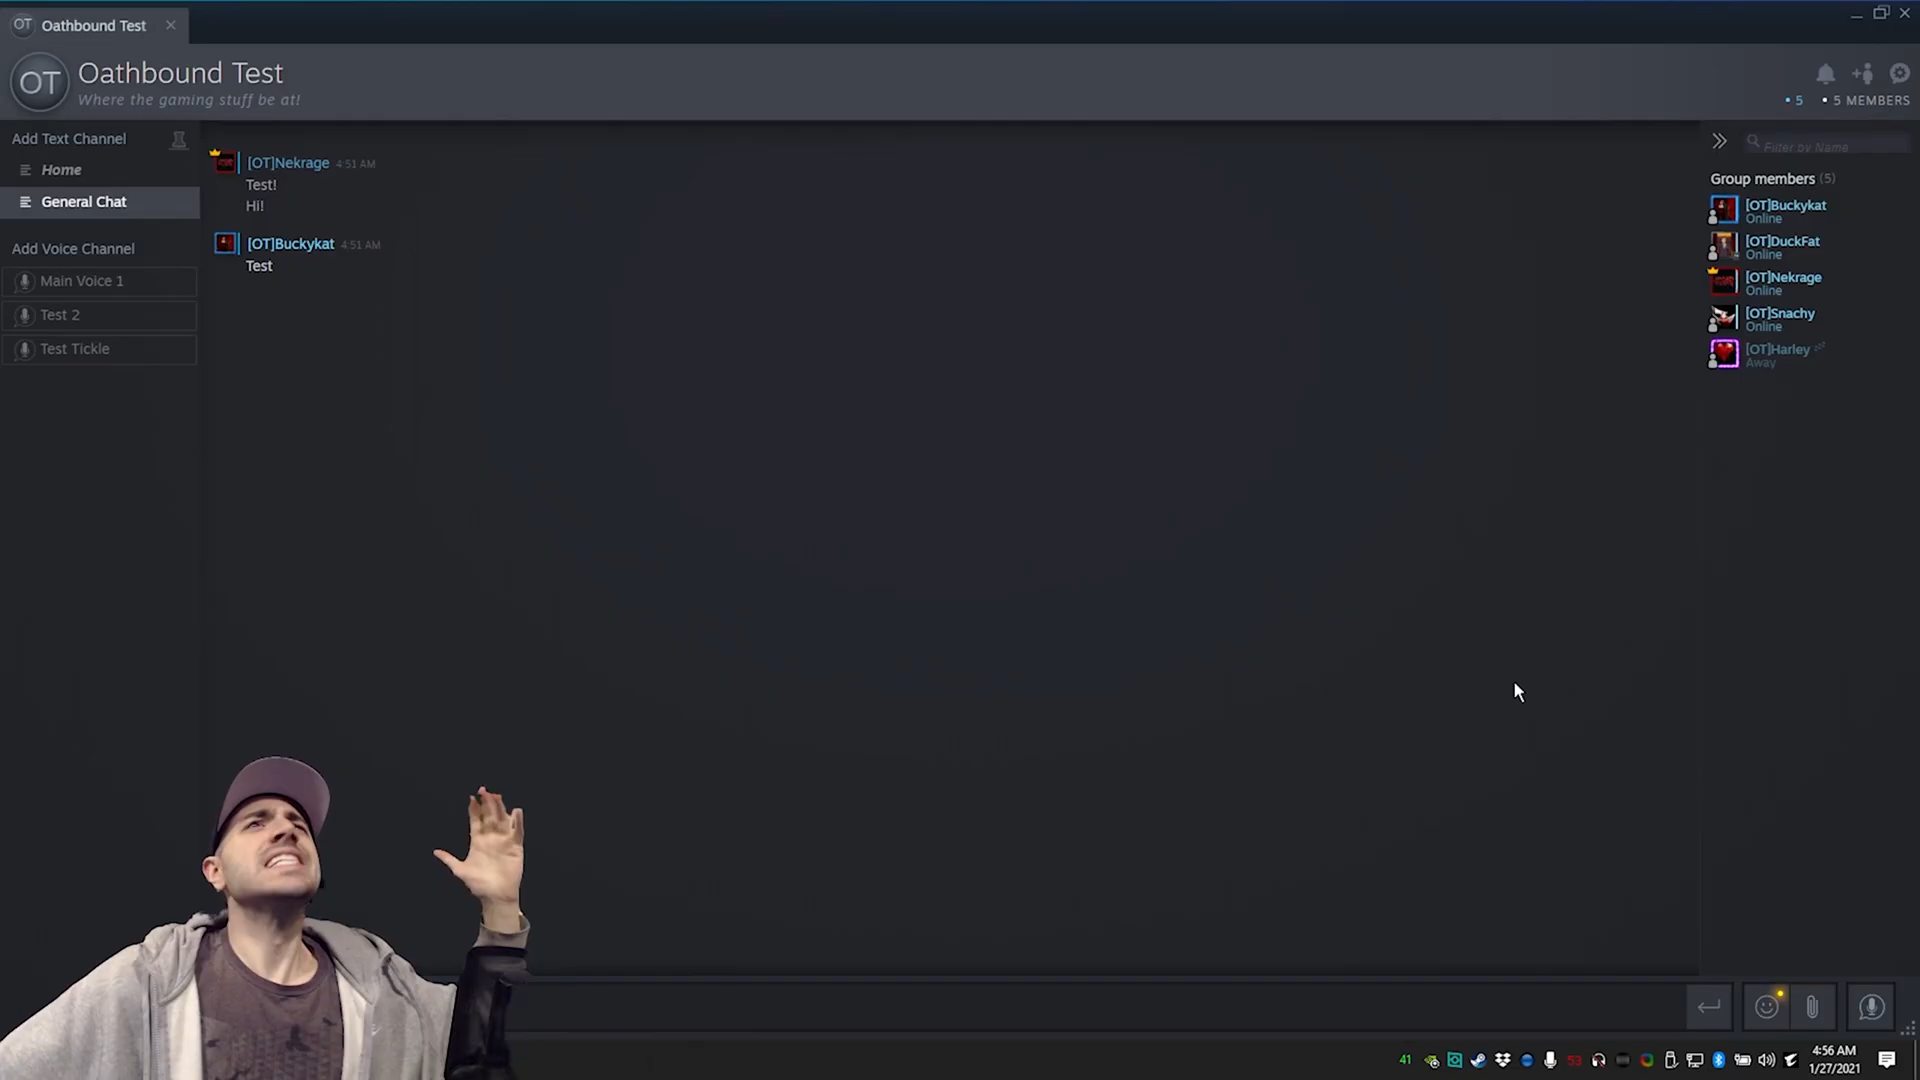 OT Oathbound Test
OT
Oathbound Test
Where the gaming stuff be at!
• 5 • 5 MEMBERS
Add Text Channel
Home
General Chat
Add Voice Channel
Main Voice 1
Test 2
Test Tickle
[OT]Nekrage 4:51 AM
Test!
Hi!
[OT]Buckykat 4:51 AM
Test
Filter by Name
Group members (5)
[OT]Buckykat
Online
[OT]DuckFat
Online
[OT]Nekrage
Online
[OT]Snachy
Online
[OT]Harley zzz
Away
41
53
4:56 AM
1/27/2021